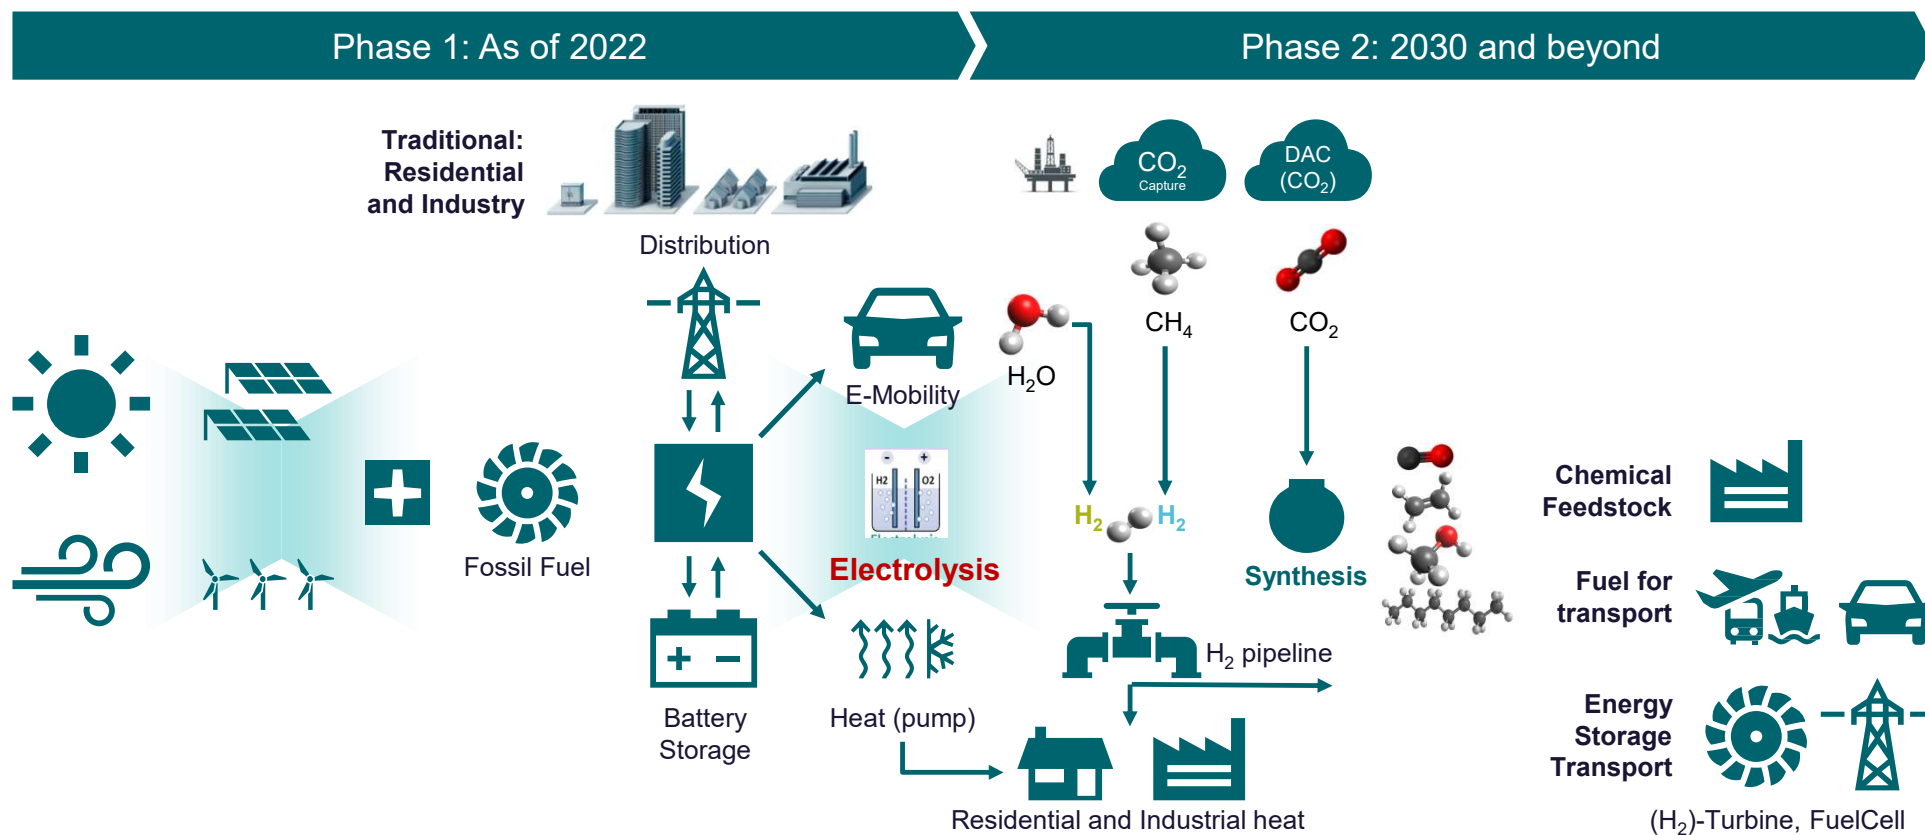 Phase 1: As of 2022
Phase 2: 2030 and beyond
Traditional:
Residential
and Industry
Distribution
CO₂
Capture
DAC
(CO₂)
H₂O
CH₄
CO₂
E-Mobility
Fossil Fuel
- +
H2 O2
Electrolysis
Electrolysis
H₂ H₂
Synthesis
Chemical
Feedstock
Fuel for
transport
+ −
Battery
Storage
Heat (pump)
H₂ pipeline
Residential and Industrial heat
Energy
Storage
Transport
(H₂)-Turbine, FuelCell